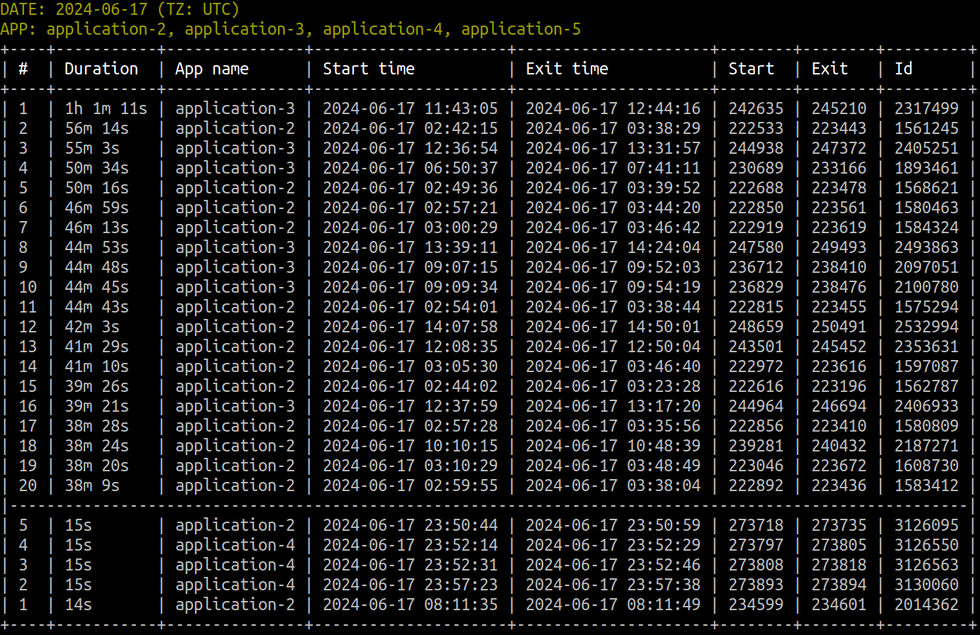 DATE: 2024-06-17 (TZ: UTC)
APP: application-2, application-3, application-4, application-5
| # | Duration | App name | Start time | Exit time | Start | Exit | Id |
| 1 | 1h 1m 11s | application-3 | 2024-06-17 11:43:05 | 2024-06-17 12:44:16 | 242635 | 245210 | 2317499 |
| 2 | 56m 14s | application-2 | 2024-06-17 02:42:15 | 2024-06-17 03:38:29 | 222533 | 223443 | 1561245 |
| 3 | 55m 3s | application-3 | 2024-06-17 12:36:54 | 2024-06-17 13:31:57 | 244938 | 247372 | 2405251 |
| 4 | 50m 34s | application-3 | 2024-06-17 06:50:37 | 2024-06-17 07:41:11 | 230689 | 233166 | 1893461 |
| 5 | 50m 16s | application-2 | 2024-06-17 02:49:36 | 2024-06-17 03:39:52 | 222688 | 223478 | 1568621 |
| 6 | 46m 59s | application-2 | 2024-06-17 02:57:21 | 2024-06-17 03:44:20 | 222850 | 223561 | 1580463 |
| 7 | 46m 13s | application-2 | 2024-06-17 03:00:29 | 2024-06-17 03:46:42 | 222919 | 223619 | 1584324 |
| 8 | 44m 53s | application-3 | 2024-06-17 13:39:11 | 2024-06-17 14:24:04 | 247580 | 249493 | 2493863 |
| 9 | 44m 48s | application-3 | 2024-06-17 09:07:15 | 2024-06-17 09:52:03 | 236712 | 238410 | 2097051 |
| 10 | 44m 45s | application-3 | 2024-06-17 09:09:34 | 2024-06-17 09:54:19 | 236829 | 238476 | 2100780 |
| 11 | 44m 43s | application-2 | 2024-06-17 02:54:01 | 2024-06-17 03:38:44 | 222815 | 223455 | 1575294 |
| 12 | 42m 3s | application-2 | 2024-06-17 14:07:58 | 2024-06-17 14:50:01 | 248659 | 250491 | 2532994 |
| 13 | 41m 29s | application-2 | 2024-06-17 12:08:35 | 2024-06-17 12:50:04 | 243501 | 245452 | 2353631 |
| 14 | 41m 10s | application-2 | 2024-06-17 03:05:30 | 2024-06-17 03:46:40 | 222972 | 223616 | 1597087 |
| 15 | 39m 26s | application-2 | 2024-06-17 02:44:02 | 2024-06-17 03:23:28 | 222616 | 223196 | 1562787 |
| 16 | 39m 21s | application-3 | 2024-06-17 12:37:59 | 2024-06-17 13:17:20 | 244964 | 246694 | 2406933 |
| 17 | 38m 28s | application-2 | 2024-06-17 02:57:28 | 2024-06-17 03:35:56 | 222856 | 223410 | 1580809 |
| 18 | 38m 24s | application-2 | 2024-06-17 10:10:15 | 2024-06-17 10:48:39 | 239281 | 240432 | 2187271 |
| 19 | 38m 20s | application-2 | 2024-06-17 03:10:29 | 2024-06-17 03:48:49 | 223046 | 223672 | 1608730 |
| 20 | 38m 9s | application-2 | 2024-06-17 02:59:55 | 2024-06-17 03:38:04 | 222892 | 223436 | 1583412 |
| 5 | 15s | application-2 | 2024-06-17 23:50:44 | 2024-06-17 23:50:59 | 273718 | 273735 | 3126095 |
| 4 | 15s | application-4 | 2024-06-17 23:52:14 | 2024-06-17 23:52:29 | 273797 | 273805 | 3126550 |
| 3 | 15s | application-4 | 2024-06-17 23:52:31 | 2024-06-17 23:52:46 | 273808 | 273818 | 3126563 |
| 2 | 15s | application-4 | 2024-06-17 23:57:23 | 2024-06-17 23:57:38 | 273893 | 273894 | 3130060 |
| 1 | 14s | application-2 | 2024-06-17 08:11:35 | 2024-06-17 08:11:49 | 234599 | 234601 | 2014362 |